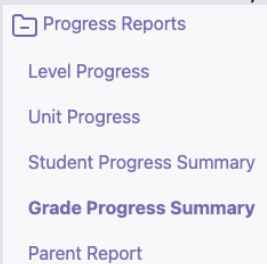 Progress Reports
Level Progress
Unit Progress
Student Progress Summary
Grade Progress Summary
Parent Report